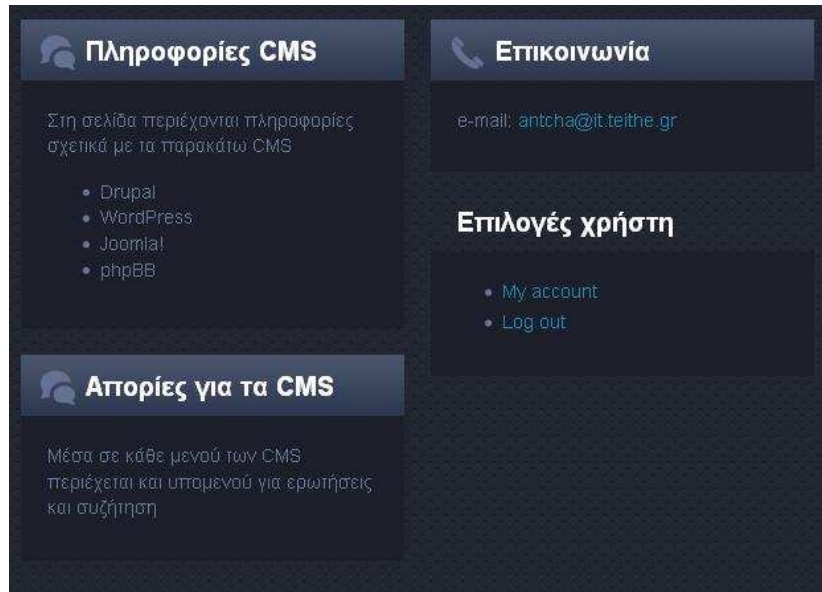 Πληροφορίες CMS
Στη σελίδα περιέχονται πληροφορίες
σχετικά με τα παρακάτω CMS
• Drupal
• WordPress
• Joomla!
• phpBB
Απορίες για τα CMS
Μέσα σε κάθε μενού των CMS
περιέχεται και υπομενού για ερωτήσεις
και συζήτηση
Επικοινωνία
e-mail: antcha@it.teithe.gr
Επιλογές χρήστη
• My account
• Log out